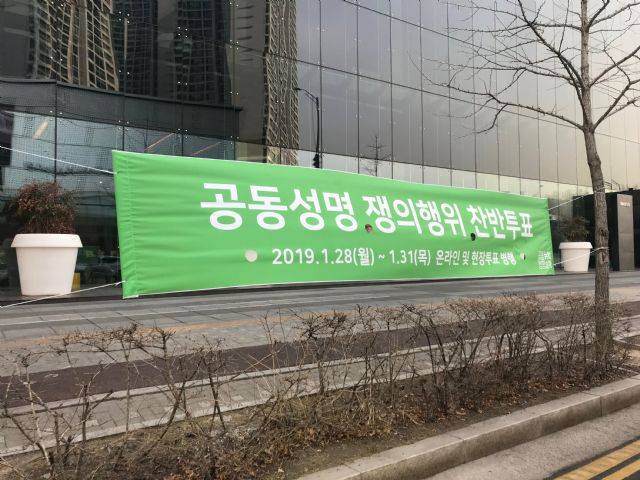 공동성명 쟁의행위 찬반투표
2019.1.28(월) ~ 1.31(목) 온라인 및 현장투표 병행